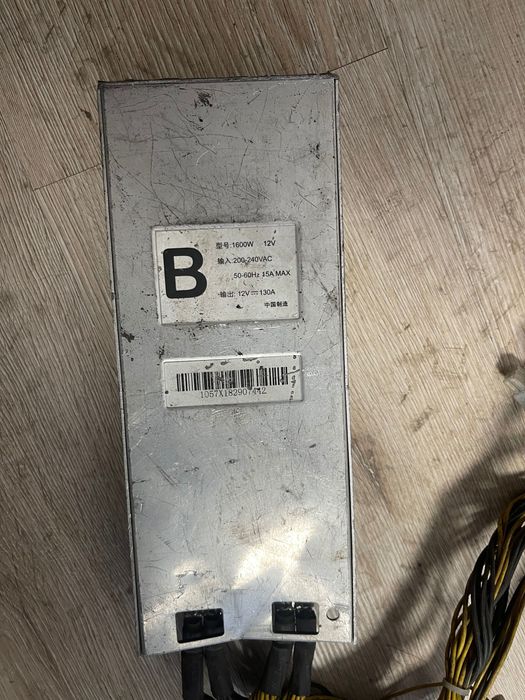 B
型号:1600W 12V
输入:200-240VAC
50-60Hz 15A MAX
输出: 12V⎓130A
中国制造
1057X182907442